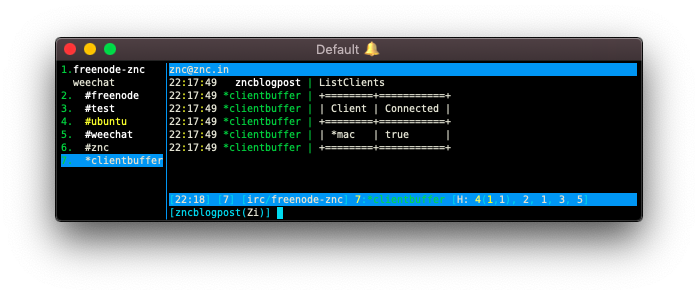 Default 🔔
1.freenode-znc
weechat
2. #freenode
3. #test
4. #ubuntu
5. #weechat
6. #znc
*clientbuffer
znc@znc.in
22:17:49 zncblogpost | ListClients
22:17:49 *clientbuffer | +========+===========+
22:17:49 *clientbuffer | | Client | Connected |
22:17:49 *clientbuffer | +========+===========+
22:17:49 *clientbuffer | | *mac | true |
22:17:49 *clientbuffer | +========+===========+
[22:18] [7] [irc/freenode-znc] 7:*clientbuffer [H: 4(1,1), 2, 1, 3, 5]
[zncblogpost(Zi)]